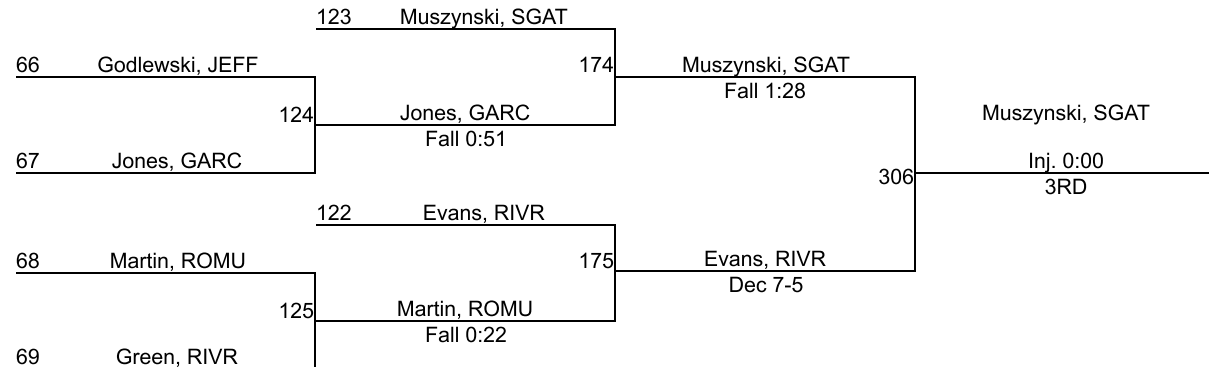 123 Muszynski, SGAT
66 Godlewski, JEFF
174 Muszynski, SGAT
Fall 1:28
124 Jones, GARC
Fall 0:51
Muszynski, SGAT
67 Jones, GARC
Inj. 0:00
306
3RD
122 Evans, RIVR
68 Martin, ROMU
175 Evans, RIVR
Dec 7-5
125 Martin, ROMU
Fall 0:22
69 Green, RIVR